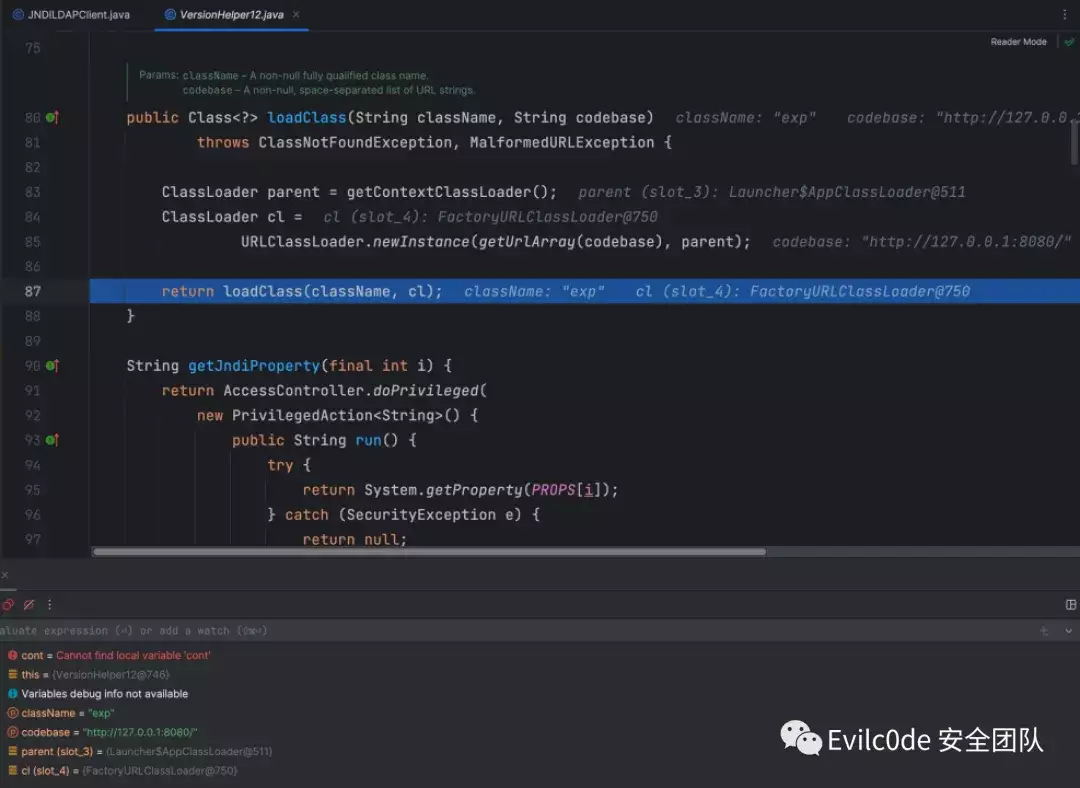 JNDILDAPClient.java
VersionHelper12.java
Reader Mode
75
Params: className – A non-null fully qualified class name.
codebase – A non-null, space-separated list of URL strings.
80 public Class<?> loadClass(String className, String codebase) className: "exp" codebase: "http://127.0.0.1
81 throws ClassNotFoundException, MalformedURLException {
82
83 ClassLoader parent = getContextClassLoader(); parent (slot_3): Launcher$AppClassLoader@511
84 ClassLoader cl = cl (slot_4): FactoryURLClassLoader@750
85 URLClassLoader.newInstance(getUrlArray(codebase), parent); codebase: "http://127.0.0.1:8080/"
86
87 return loadClass(className, cl); className: "exp" cl (slot_4): FactoryURLClassLoader@750
88 }
89
90 String getJndiProperty(final int i) {
91 return AccessController.doPrivileged(
92 new PrivilegedAction<String>() {
93 public String run() {
94 try {
95 return System.getProperty(PROPS[i]);
96 } catch (SecurityException e) {
97 return null;
aluate expression (⏎) or add a watch (⇧⌘⏎)
cont = Cannot find local variable 'cont'
this = {VersionHelper12@746}
Variables debug info not available
className = "exp"
codebase = "http://127.0.0.1:8080/"
parent (slot_3) = {Launcher$AppClassLoader@511}
cl (slot_4) = {FactoryURLClassLoader@750}
Evilc0de 安全团队